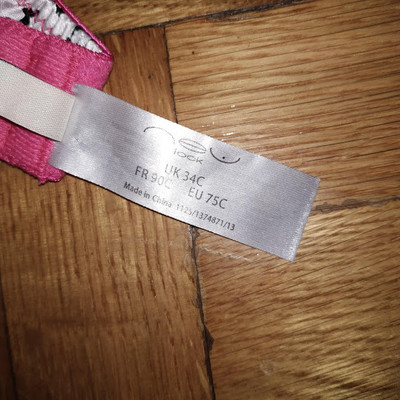 new
look
UK 34C
FR 90C EU 75C
Made in China 1125/1374871/13